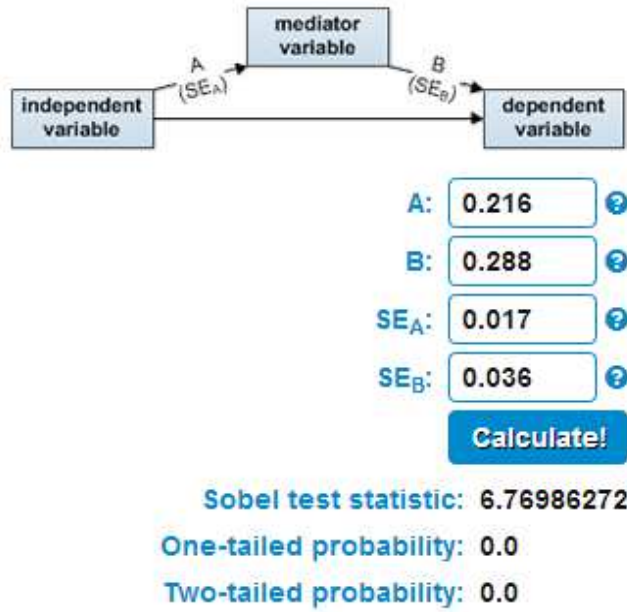 mediator
variable
A
(SEA)
B
(SEB)
independent
variable
dependent
variable
A: 0.216
B: 0.288
SEA: 0.017
SEB: 0.036
Calculate!
Sobel test statistic: 6.76986272
One-tailed probability: 0.0
Two-tailed probability: 0.0